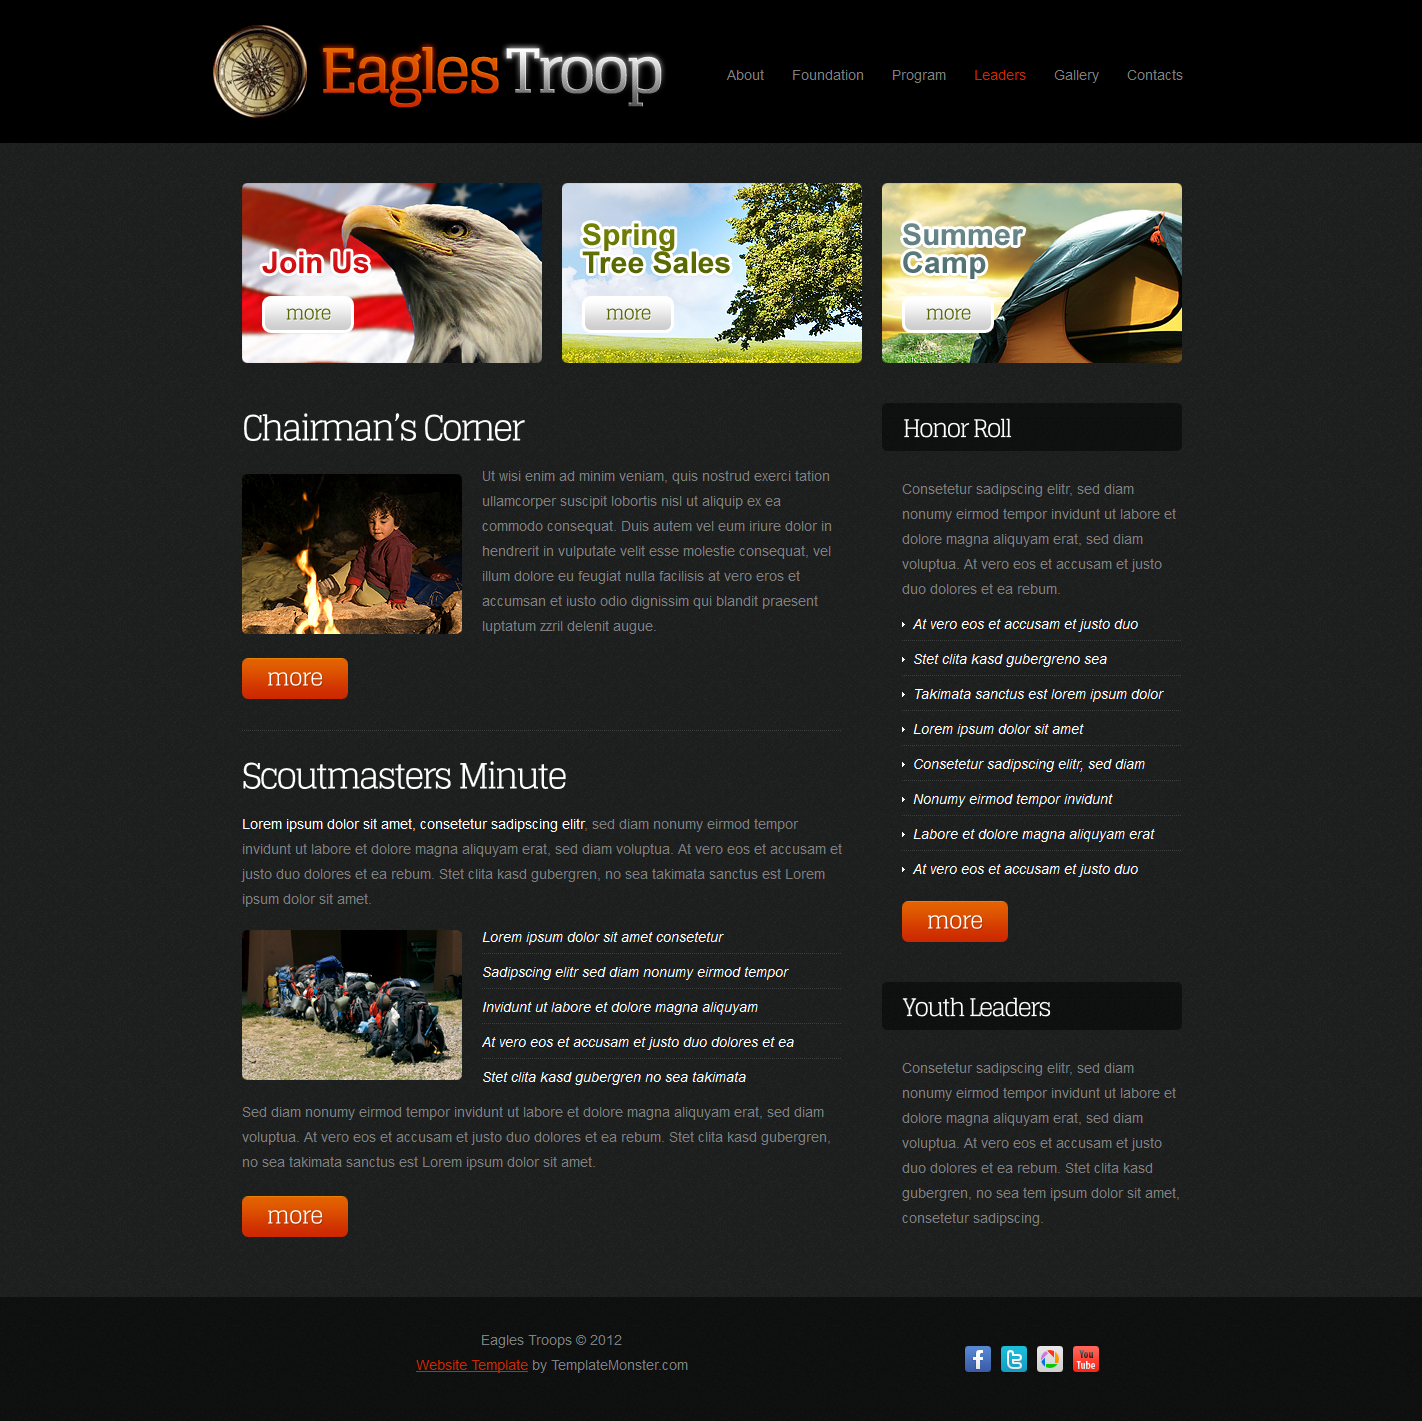 Eagles Troop
About Foundation Program Leaders Gallery Contacts
Join Us
more
Spring
Tree Sales
more
Summer
Camp
more
Chairman's Corner
Ut wisi enim ad minim veniam, quis nostrud exerci tation
ullamcorper suscipit lobortis nisl ut aliquip ex ea
commodo consequat. Duis autem vel eum iriure dolor in
hendrerit in vulputate velit esse molestie consequat, vel
illum dolore eu feugiat nulla facilisis at vero eros et
accumsan et iusto odio dignissim qui blandit praesent
luptatum zzril delenit augue.
more
Scoutmasters Minute
Lorem ipsum dolor sit amet, consetetur sadipscing elitr, sed diam nonumy eirmod tempor
invidunt ut labore et dolore magna aliquyam erat, sed diam voluptua. At vero eos et accusam et
justo duo dolores et ea rebum. Stet clita kasd gubergren, no sea takimata sanctus est Lorem
ipsum dolor sit amet.
Lorem ipsum dolor sit amet consetetur
Sadipscing elitr sed diam nonumy eirmod tempor
Invidunt ut labore et dolore magna aliquyam
At vero eos et accusam et justo duo dolores et ea
Stet clita kasd gubergren no sea takimata
Sed diam nonumy eirmod tempor invidunt ut labore et dolore magna aliquyam erat, sed diam
voluptua. At vero eos et accusam et justo duo dolores et ea rebum. Stet clita kasd gubergren,
no sea takimata sanctus est Lorem ipsum dolor sit amet.
more
Honor Roll
Consetetur sadipscing elitr, sed diam
nonumy eirmod tempor invidunt ut labore et
dolore magna aliquyam erat, sed diam
voluptua. At vero eos et accusam et justo
duo dolores et ea rebum.
At vero eos et accusam et justo duo
Stet clita kasd gubergreno sea
Takimata sanctus est lorem ipsum dolor
Lorem ipsum dolor sit amet
Consetetur sadipscing elitr, sed diam
Nonumy eirmod tempor invidunt
Labore et dolore magna aliquyam erat
At vero eos et accusam et justo duo
more
Youth Leaders
Consetetur sadipscing elitr, sed diam
nonumy eirmod tempor invidunt ut labore et
dolore magna aliquyam erat, sed diam
voluptua. At vero eos et accusam et justo
duo dolores et ea rebum. Stet clita kasd
gubergren, no sea tem ipsum dolor sit amet,
consetetur sadipscing.
Eagles Troops © 2012
Website Template by TemplateMonster.com
You
Tube